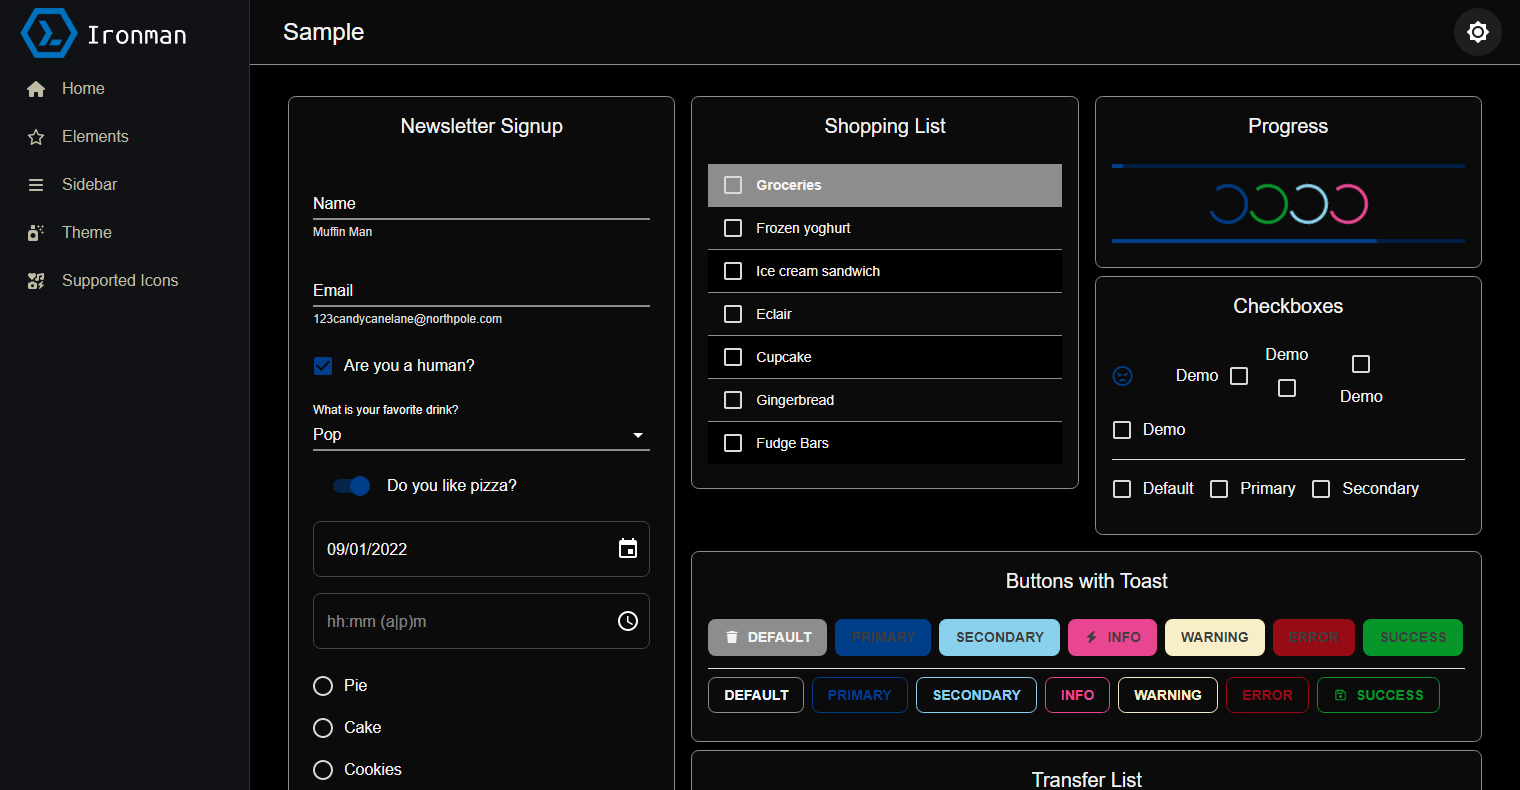 Ironman
Home
Elements
Sidebar
Theme
Supported Icons
Sample
Newsletter Signup
Name
Muffin Man
Email
123candycanelane@northpole.com
Are you a human?
What is your favorite drink?
Pop
Do you like pizza?
09/01/2022
hh:mm (a|p)m
Pie
Cake
Cookies
Shopping List
Groceries
Frozen yoghurt
Ice cream sandwich
Eclair
Cupcake
Gingerbread
Fudge Bars
Progress
Checkboxes
Demo
Demo
Demo
Demo
Default Primary Secondary
Buttons with Toast
DEFAULT PRIMARY SECONDARY INFO WARNING ERROR SUCCESS
DEFAULT PRIMARY SECONDARY INFO WARNING ERROR SUCCESS
Transfer List